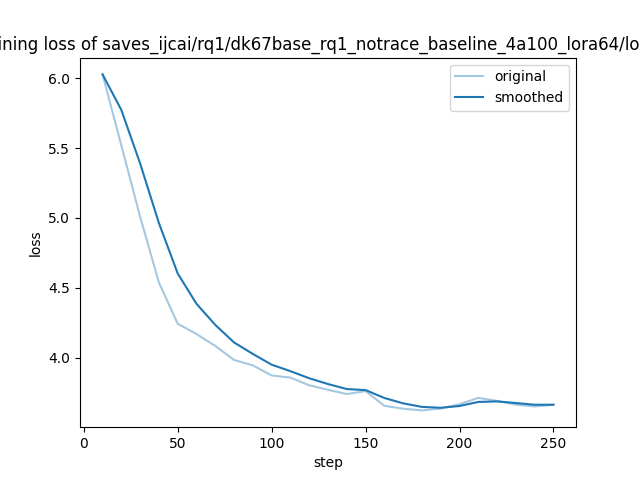 ining loss of saves_ijcai/rq1/dk67base_rq1_notrace_baseline_4a100_lora64/lo
original
smoothed
loss
6.0
5.5
5.0
4.5
4.0
0 50 100 150 200 250
step